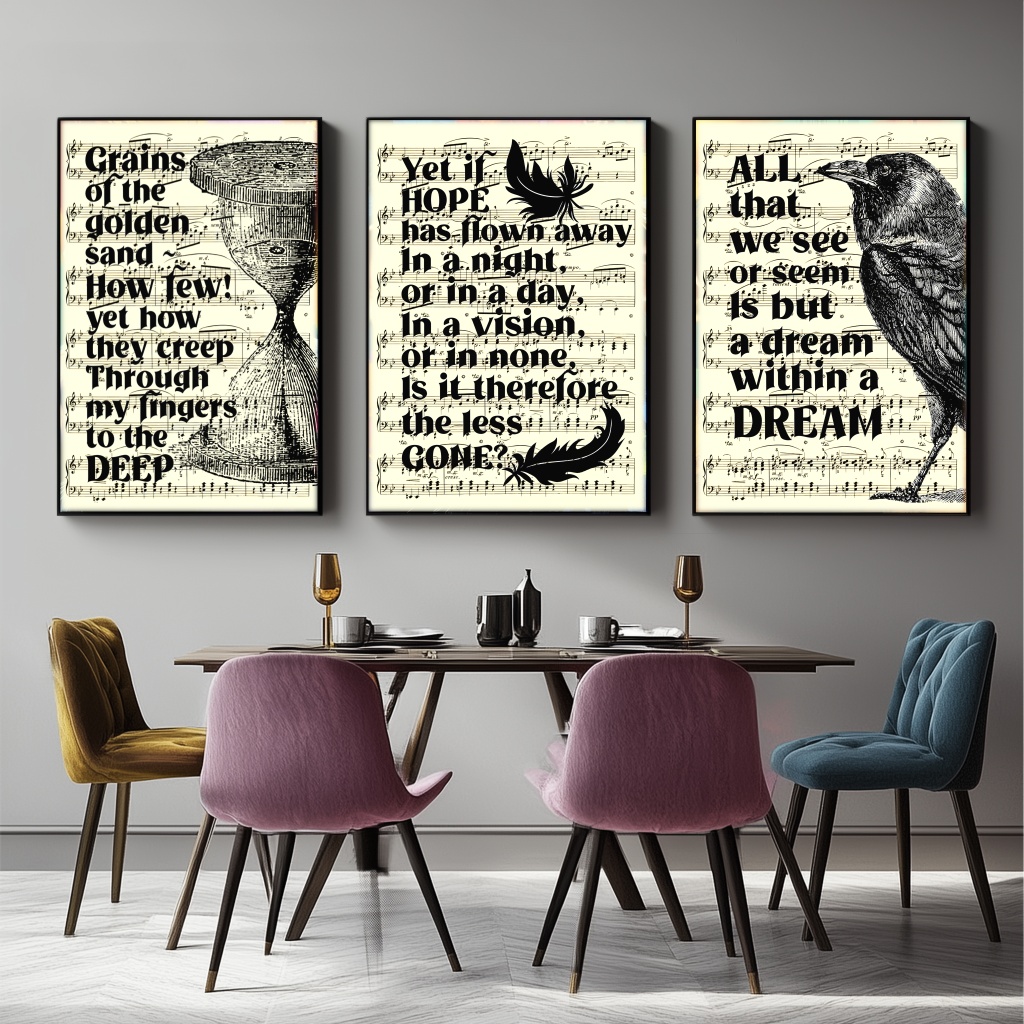 Grains
of the
golden
sand ~
How few!
yet how
they creep
Through
my fingers
to the
DEEP
Yet if
HOPE
has flown away
In a night,
or in a day,
In a vision,
or in none,
Is it therefore
the less
GONE?
ALL
that
we see
or seem
Is but
a dream
within a
DREAM